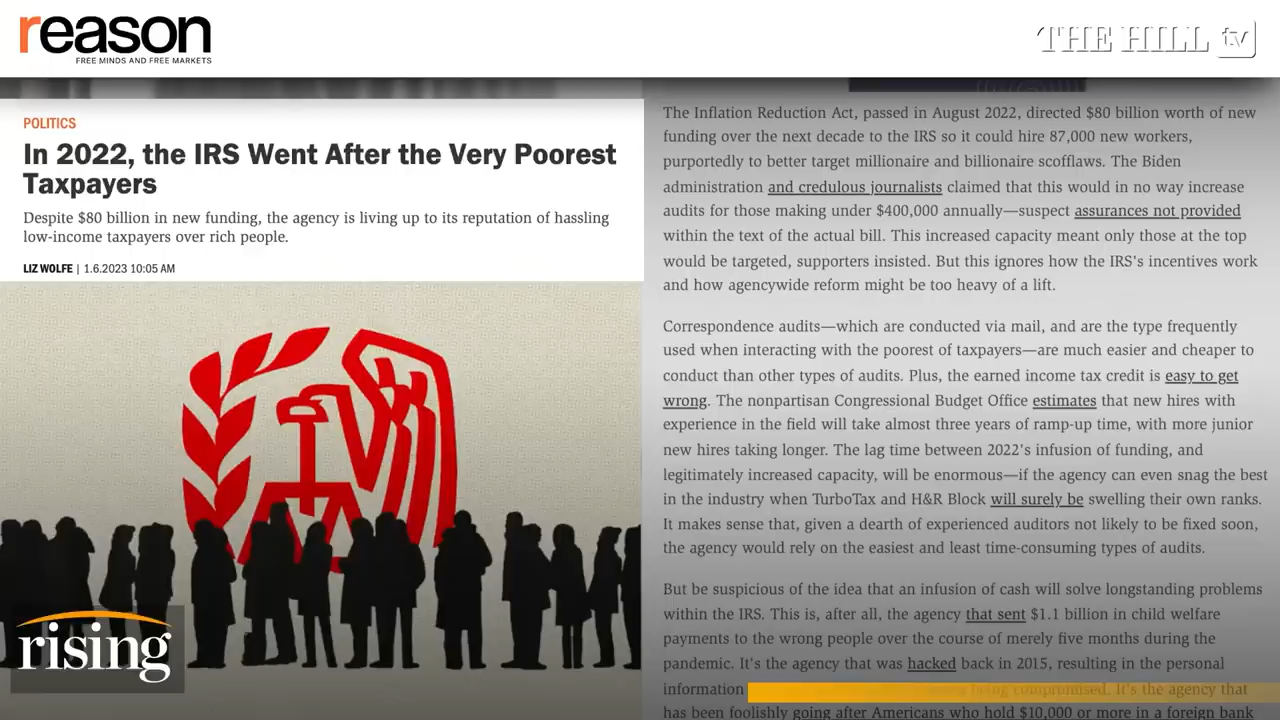 reason
FREE MINDS AND FREE MARKETS
THE HILL tv
POLITICS
In 2022, the IRS Went After the Very Poorest
Taxpayers
Despite $80 billion in new funding, the agency is living up to its reputation of hassling
low-income taxpayers over rich people.
LIZ WOLFE | 1.6.2023 10:05 AM
rising
The Inflation Reduction Act, passed in August 2022, directed $80 billion worth of new
funding over the next decade to the IRS so it could hire 87,000 new workers,
purportedly to better target millionaire and billionaire scofflaws. The Biden
administration and credulous journalists claimed that this would in no way increase
audits for those making under $400,000 annually—suspect assurances not provided
within the text of the actual bill. This increased capacity meant only those at the top
would be targeted, supporters insisted. But this ignores how the IRS's incentives work
and how agencywide reform might be too heavy of a lift.
Correspondence audits—which are conducted via mail, and are the type frequently
used when interacting with the poorest of taxpayers—are much easier and cheaper to
conduct than other types of audits. Plus, the earned income tax credit is easy to get
wrong. The nonpartisan Congressional Budget Office estimates that new hires with
experience in the field will take almost three years of ramp-up time, with more junior
new hires taking longer. The lag time between 2022's infusion of funding, and
legitimately increased capacity, will be enormous—if the agency can even snag the best
in the industry when TurboTax and H&R Block will surely be swelling their own ranks.
It makes sense that, given a dearth of experienced auditors not likely to be fixed soon,
the agency would rely on the easiest and least time-consuming types of audits.
But be suspicious of the idea that an infusion of cash will solve longstanding problems
within the IRS. This is, after all, the agency that sent $1.1 billion in child welfare
payments to the wrong people over the course of merely five months during the
pandemic. It's the agency that was hacked back in 2015, resulting in the personal
information being compromised. It's the agency that
has been foolishly going after Americans who hold $10,000 or more in a foreign bank